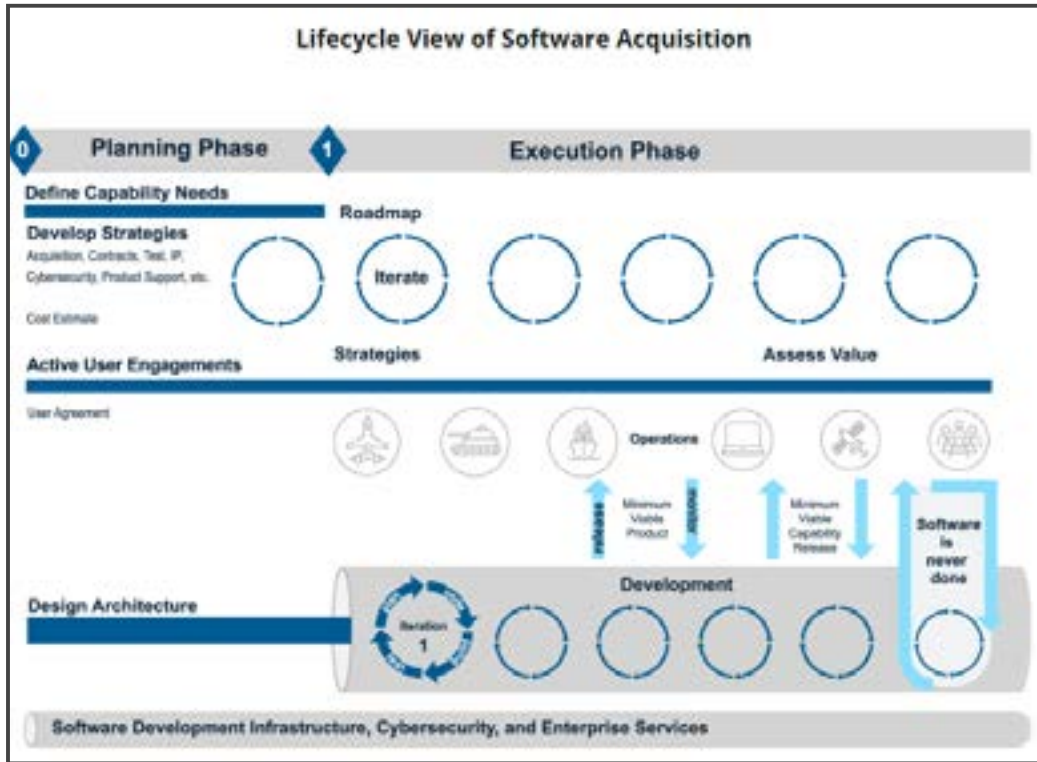 Lifecycle View of Software Acquisition
0
Planning Phase
1
Execution Phase
Define Capability Needs
Roadmap
Develop Strategies
Acquisition, Contracts, Test, IP,
Cybersecurity, Product Support, etc.
Iterate
Cost Estimate
Strategies
Assess Value
Active User Engagements
User Agreement
Operations
release
Minimum
Viable
Product
monitor
Minimum
Viable
Capability
Release
Software
is
never
done
Development
Design Architecture
Iteration
1
Software Development Infrastructure, Cybersecurity, and Enterprise Services